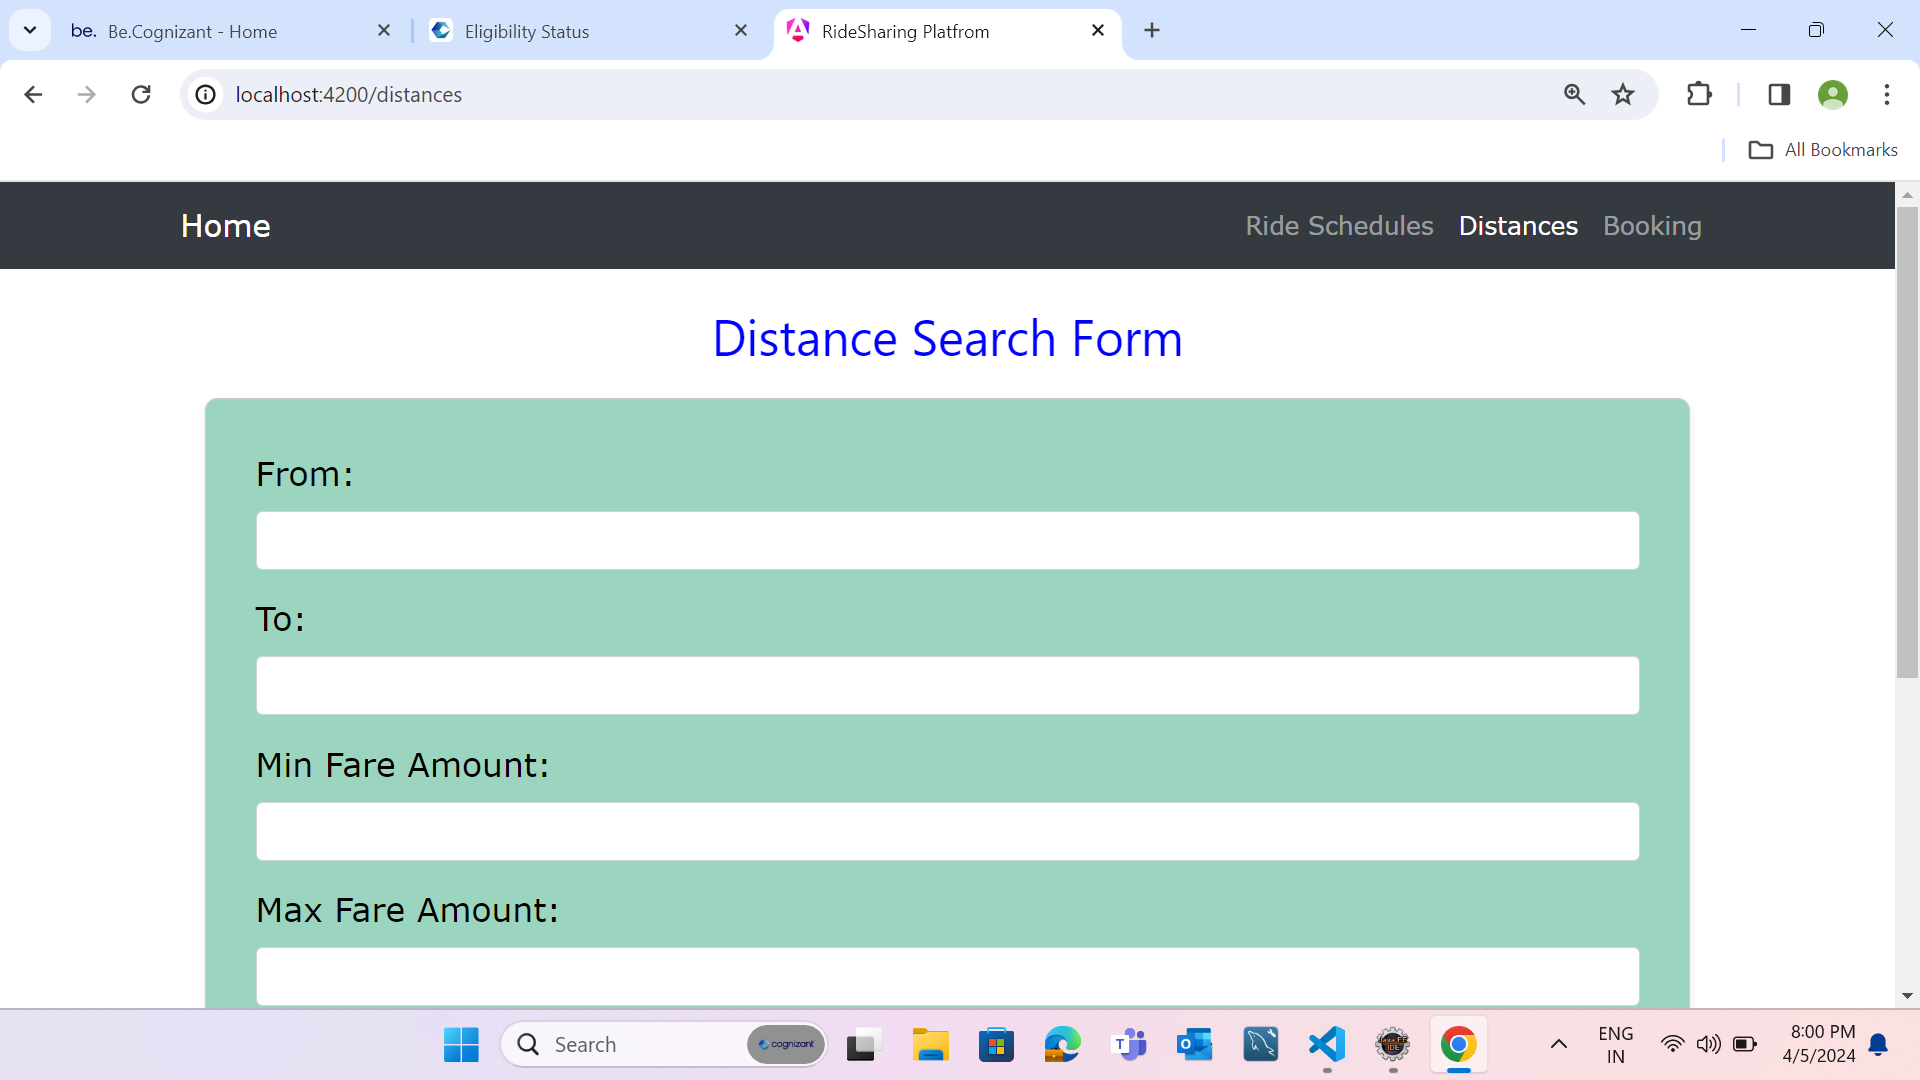 be. Be.Cognizant - Home
Eligibility Status
RideSharing Platfrom
localhost:4200/distances
All Bookmarks
Home
Ride Schedules
Distances
Booking
Distance Search Form
From:
To:
Min Fare Amount:
Max Fare Amount:
Search
cognizant
ENG
IN
8:00 PM
4/5/2024